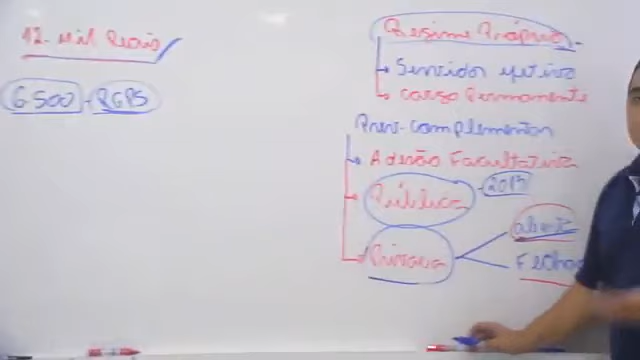 12. mil Reais
6.500 - RGPS
Regime Próprio
Servidor efetivo
Cargo Permanente
Prev. complementar
Adesão Facultativa
Pública - 2013
Privada
aberta
Fechada